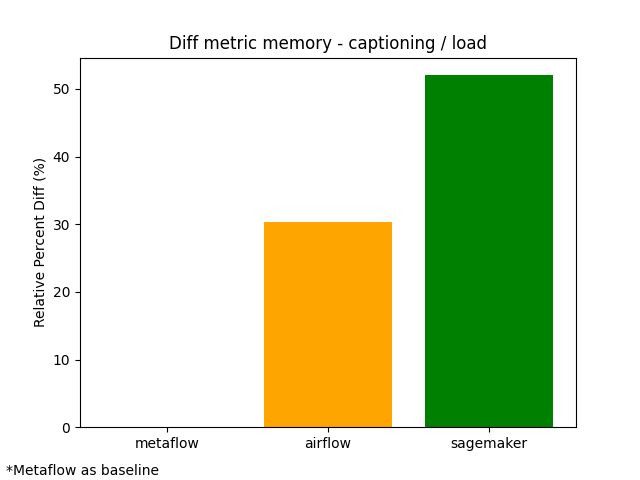 Diff metric memory - captioning / load
Relative Percent Diff (%)
50
40
30
20
10
0
metaflow airflow sagemaker
*Metaflow as baseline